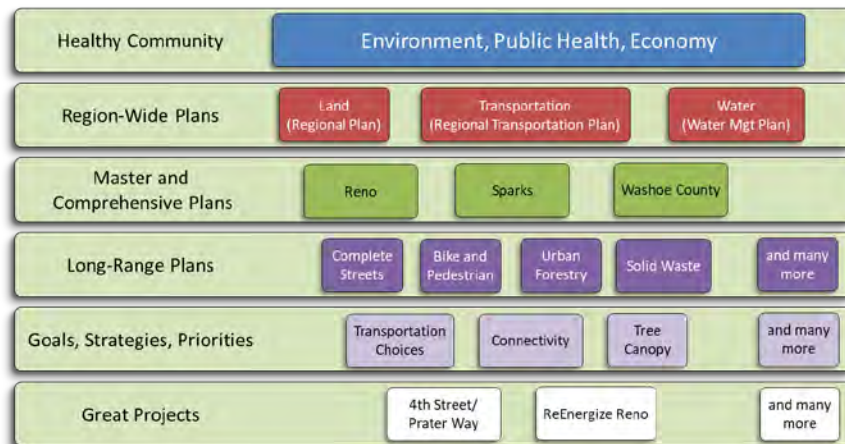 Healthy Community
Environment, Public Health, Economy
Region-Wide Plans
Land
(Regional Plan)
Transportation
(Regional Transportation Plan)
Water
(Water Mgt Plan)
Master and
Comprehensive Plans
Reno
Sparks
Washoe County
Long-Range Plans
Complete
Streets
Bike and
Pedestrian
Urban
Forestry
Solid Waste
and many
more
Goals, Strategies, Priorities
Transportation
Choices
Connectivity
Tree
Canopy
and many
more
Great Projects
4th Street/
Prater Way
ReEnergize Reno
and many
more